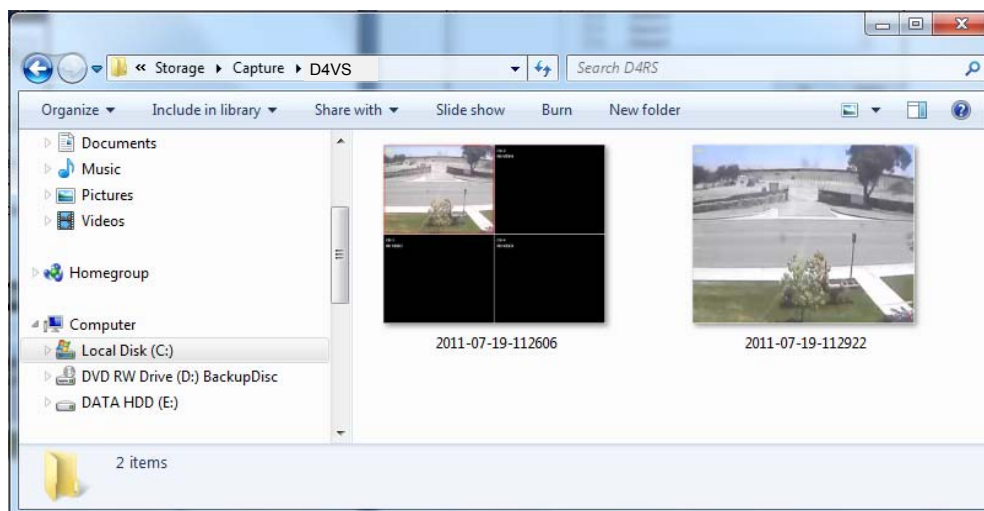 « Storage ▸ Capture ▸ D4VS
Search D4RS
Organize Include in library Share with Slide show Burn New folder
Documents
Music
Pictures
Videos
Homegroup
Computer
Local Disk (C:)
DVD RW Drive (D:) BackupDisc
DATA HDD (E:)
2011-07-19-112606
2011-07-19-112922
2 items